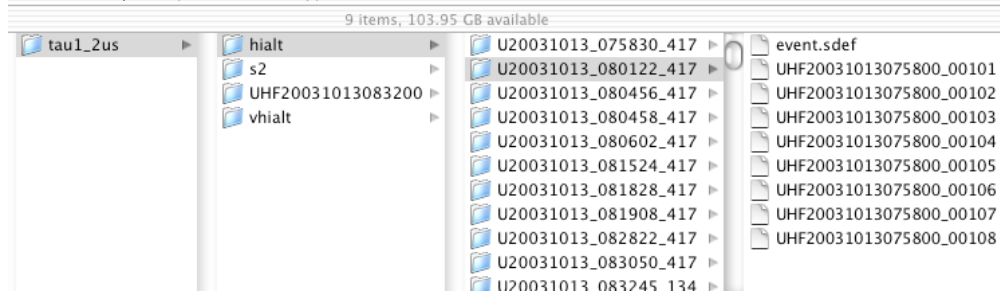 9 items, 103.95 GB available
tau1_2us
hialt
s2
UHF20031013083200
vhialt
U20031013_075830_417
U20031013_080122_417
U20031013_080456_417
U20031013_080458_417
U20031013_080602_417
U20031013_081524_417
U20031013_081828_417
U20031013_081908_417
U20031013_082822_417
U20031013_083050_417
U20031013_083245_134
event.sdef
UHF20031013075800_00101
UHF20031013075800_00102
UHF20031013075800_00103
UHF20031013075800_00104
UHF20031013075800_00105
UHF20031013075800_00106
UHF20031013075800_00107
UHF20031013075800_00108